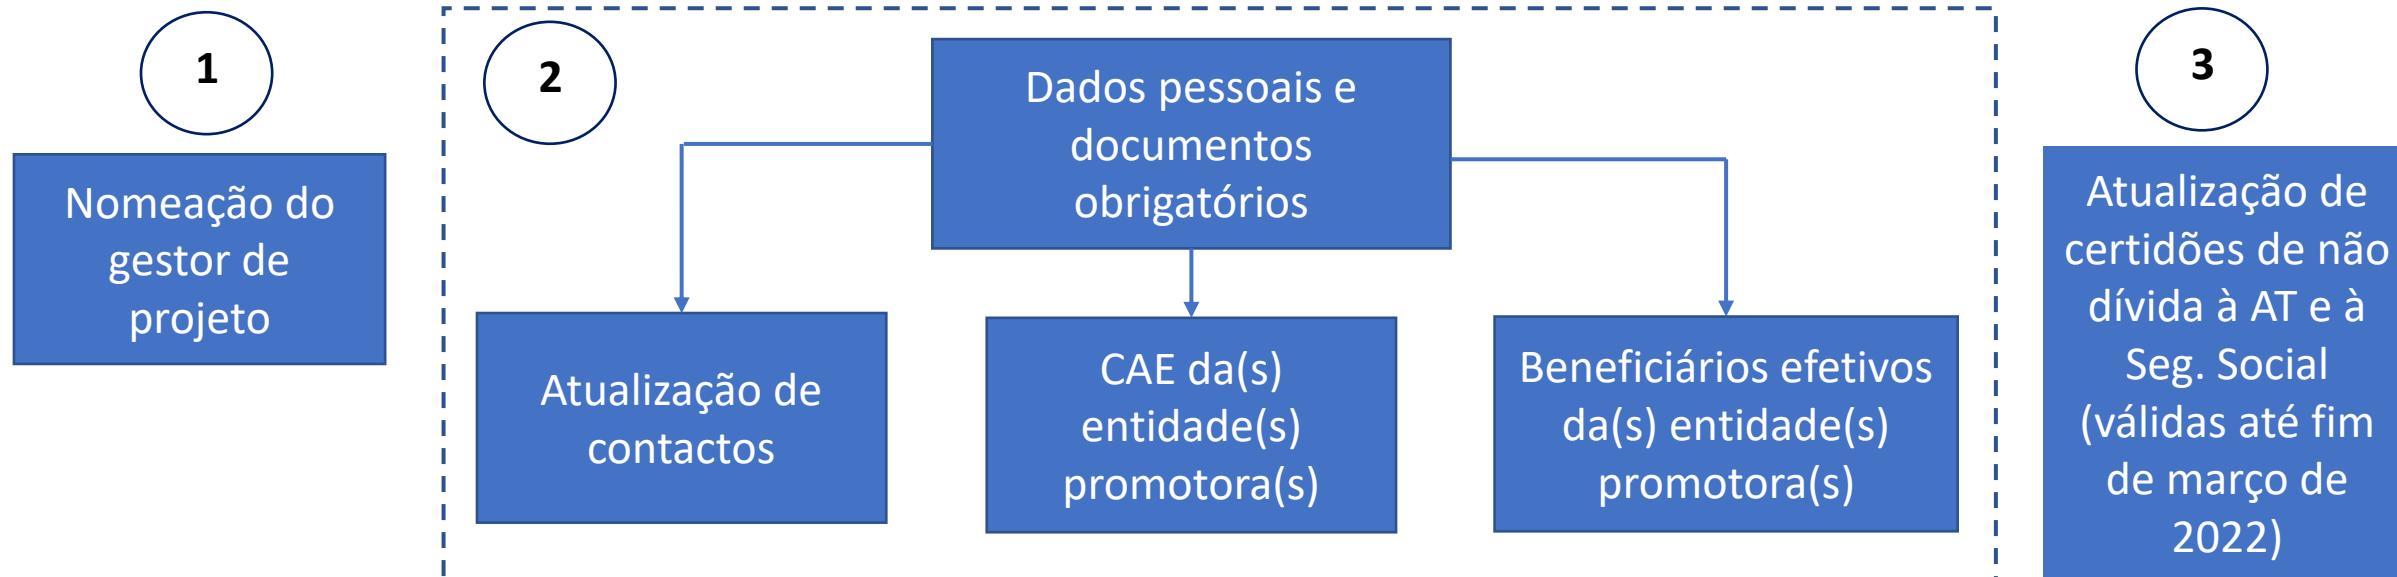 1
Nomeação do
gestor de
projeto
2
Dados pessoais e
documentos
obrigatórios
Atualização de
contactos
CAE da(s)
entidade(s)
promotora(s)
Beneficiários efetivos
da(s) entidade(s)
promotora(s)
3
Atualização de
certidões de não
dívida à AT e à
Seg. Social
(válidas até fim
de março de
2022)